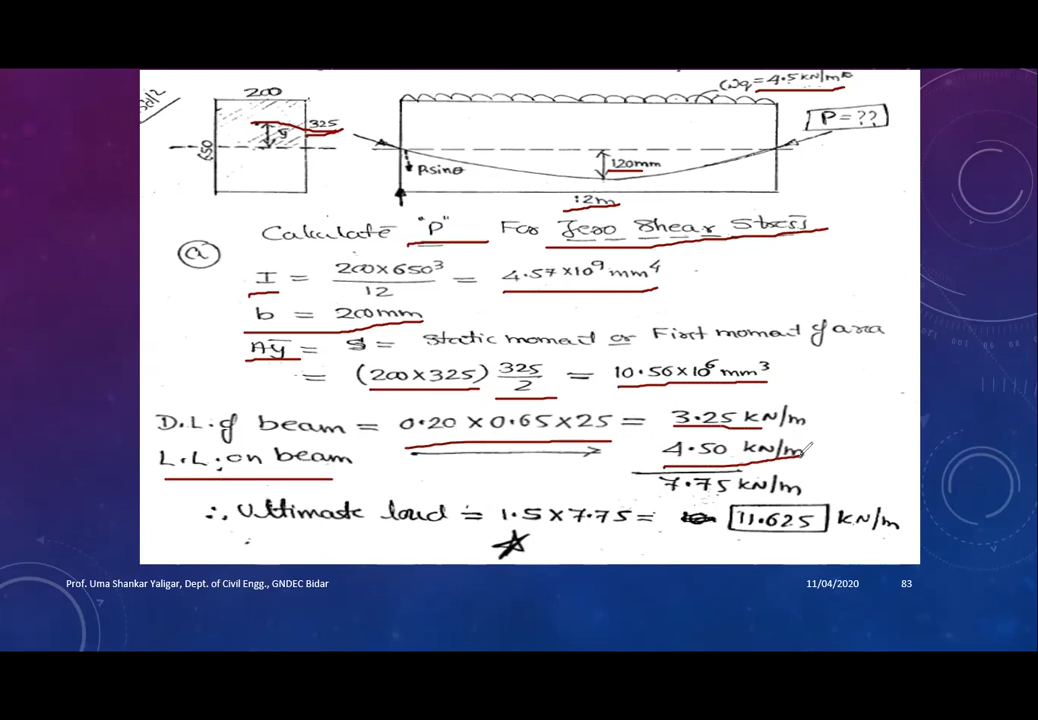 2012
200
ωq = 4.5 kN/m
325
y
650
P = ??
Psinθ
120mm
12m
Calculate "P" For Zero Shear Stress
(a)
I = 200×650³ / 12 = 4.57×10⁹ mm⁴
b = 200mm
Aȳ = S = Static moment or First moment of area
= (200×325) 325/2 = 10.56×10⁶ mm³
D.L. of beam = 0.20 × 0.65 × 25 = 3.25 kN/m
L.L. on beam 4.50 kN/m
7.75 kN/m
∴ Ultimate load = 1.5 × 7.75 = 11.625 kN/m
Prof. Uma Shankar Yaligar, Dept. of Civil Engg., GNDEC Bidar 11/04/2020 83